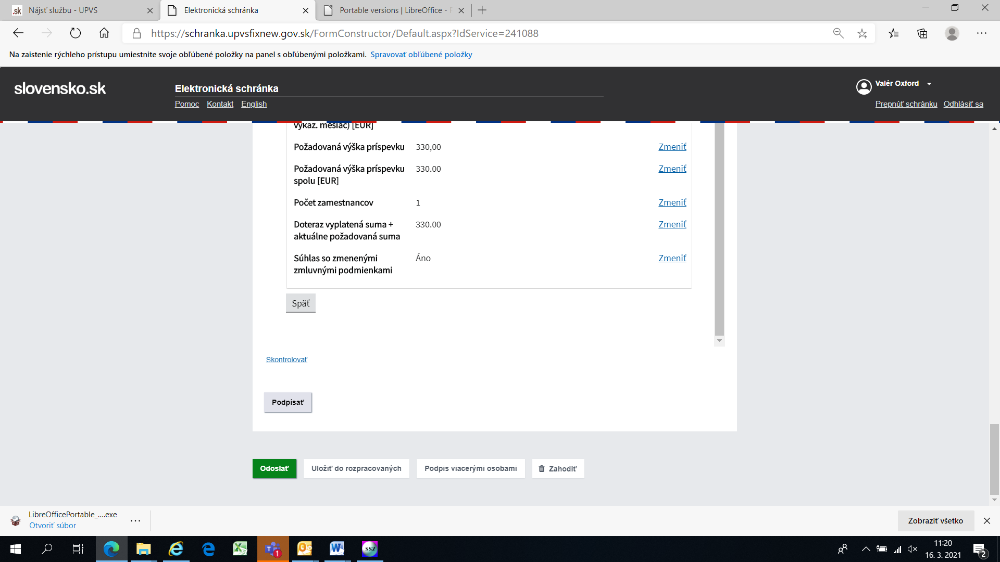 .sk Nájsť službu - UPVS
Elektronická schránka
Portable versions | LibreOffice -
https://schranka.upvsfixnew.gov.sk/FormConstructor/Default.aspx?IdService=241088
Na zaistenie rýchleho prístupu umiestnite svoje obľúbené položky na panel s obľúbenými položkami. Spravovať obľúbené položky
slovensko.sk
Elektronická schránka
Pomoc Kontakt English
Valér Oxford
Prepnúť schránku Odhlásiť sa
vykáz. mesiac) [EUR]
Požadovaná výška príspevku 330,00 Zmeniť
Požadovaná výška príspevku 330.00 Zmeniť
spolu [EUR]
Počet zamestnancov 1 Zmeniť
Doteraz vyplatená suma + 330.00 Zmeniť
aktuálne požadovaná suma
Súhlas so zmenenými Áno Zmeniť
zmluvnými podmienkami
Späť
Skontrolovať
Podpísať
Odoslať Uložiť do rozpracovaných Podpis viacerými osobami Zahodiť
LibreOfficePortable_....exe
Otvoriť súbor
Zobraziť všetko
1
SSZ
11:20
16. 3. 2021
2